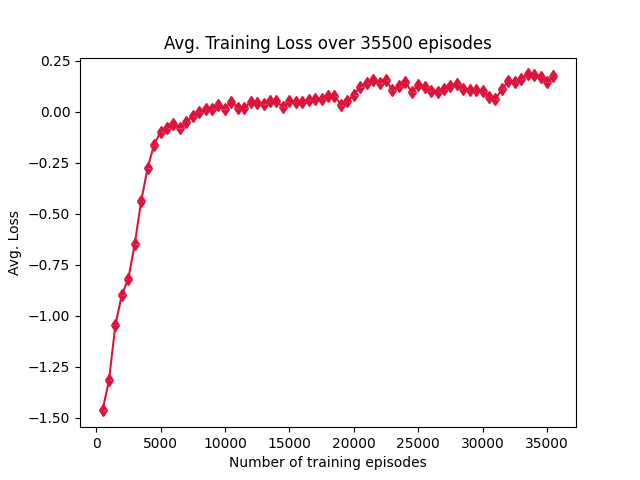 Avg. Training Loss over 35500 episodes
0.25
0.00
−0.25
−0.50
−0.75
−1.00
−1.25
−1.50
Avg. Loss
0 5000 10000 15000 20000 25000 30000 35000
Number of training episodes